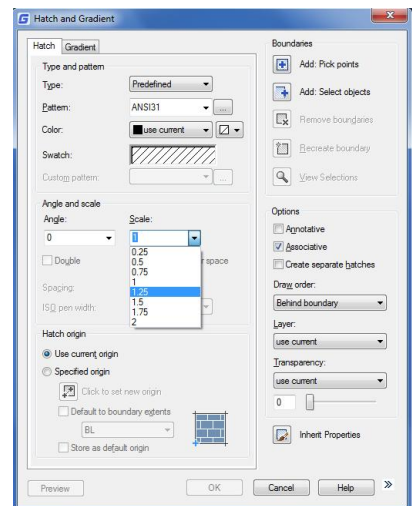 Hatch and Gradient
Hatch Gradient
Type and pattern
Type: Predefined
Pattern: ANSI31 ...
Color: use current
Swatch:
Custom pattern: ...
Angle and scale
Angle: Scale:
0 1
0.25
0.5
0.75
1
1.25
1.5
1.75
2
Double space
Spacing:
ISO pen width:
Hatch origin
Use current origin
Specified origin
Click to set new origin
Default to boundary extents
BL
Store as default origin
Preview
OK
Boundaries
Add: Pick points
Add: Select objects
Remove boundaries
Recreate boundary
View Selections
Options
Annotative
Associative
Create separate hatches
Draw order:
Behind boundary
Layer:
use current
Transparency:
use current
0
Inherit Properties
Cancel Help